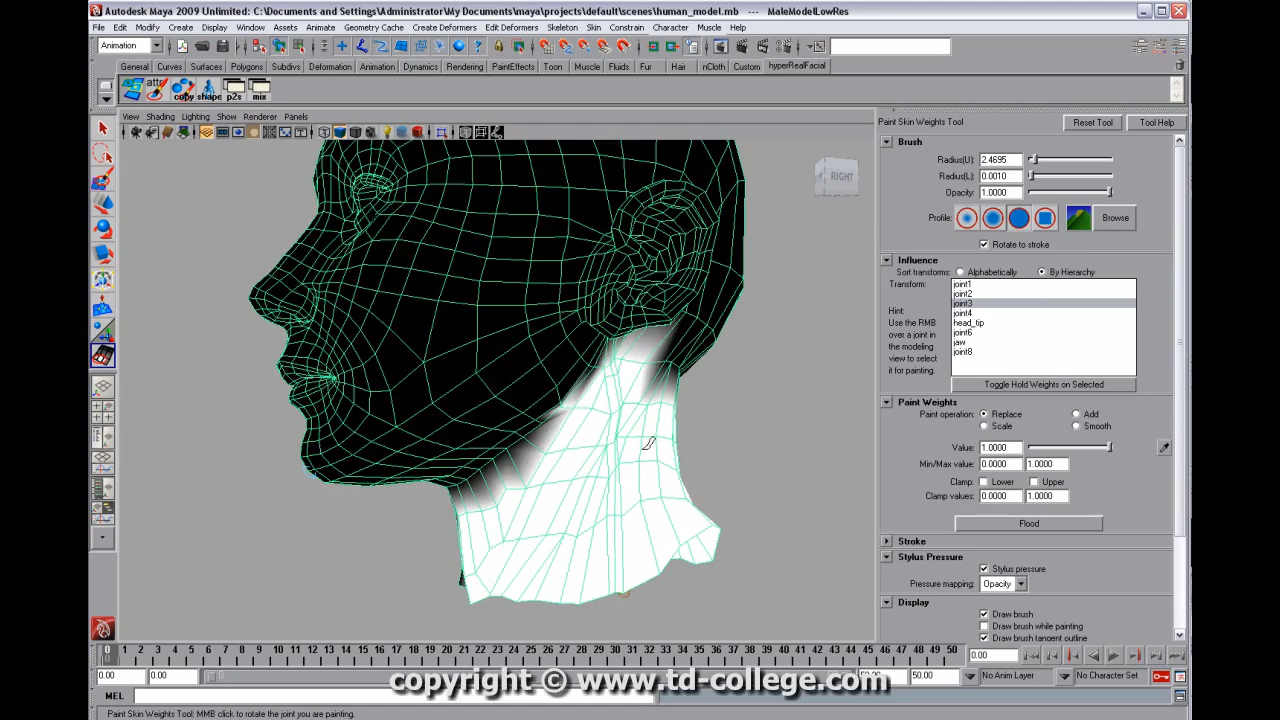 Autodesk Maya 2009 Unlimited: C:\Documents and Settings\Administrator\My Documents\maya\projects\default\scenes\human_model.mb --- MaleModelLowRes
File Edit Modify Create Display Window Assets Animate Geometry Cache Create Deformers Edit Deformers Skeleton Skin Constrain Character Muscle Help
Animation
General Curves Surfaces Polygons Subdivs Deformation Animation Dynamics Rendering PaintEffects Toon Muscle Fluids Fur Hair nCloth Custom hyperRealFacial
attr
copy shape p2s mix
View Shading Lighting Show Renderer Panels
RIGHT
Paint Skin Weights Tool Reset Tool Tool Help
Brush
Radius(U): 2.4695
Radius(L): 0.0010
Opacity: 1.0000
Profile: Browse
Rotate to stroke
Influence
Sort transforms: Alphabetically By Hierarchy
Transform: joint1
joint2
joint3
joint4
head_tip
joint6
jaw
joint8
Hint:
Use the RMB
over a joint in
the modeling
view to select
it for painting.
Toggle Hold Weights on Selected
Paint Weights
Paint operation: Replace Add
Scale Smooth
Value: 1.0000
Min/Max value: 0.0000 1.0000
Clamp: Lower Upper
Clamp values: 0.0000 1.0000
Flood
Stroke
Stylus Pressure
Stylus pressure
Pressure mapping: Opacity
Display
Draw brush
Draw brush while painting
Draw brush tangent outline
0 1 2 3 4 5 6 7 8 9 10 11 12 13 14 15 16 17 18 19 20 21 22 23 24 25 26 27 28 29 30 31 32 33 34 35 36 37 38 39 40 41 42 43 44 45 46 47 48 49 50 0.00
0.00 0.00 0 50.00 50.00 No Anim Layer No Character Set
copyright © www.td-college.com
MEL
Paint Skin Weights Tool: MMB click to rotate the joint you are painting.